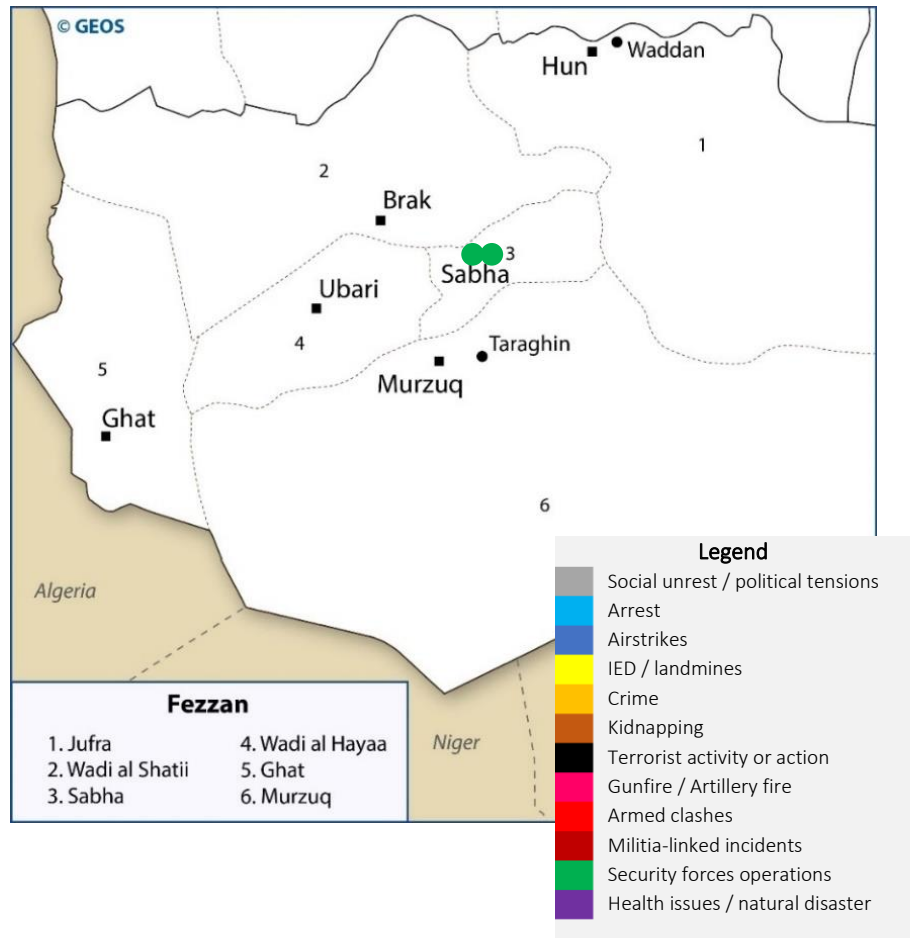 © GEOS
Hun
Waddan
1
2
Brak
3
Sabha
Ubari
4
Taraghin
Murzuq
5
Ghat
6
Algeria
Niger
Fezzan
1. Jufra
2. Wadi al Shatii
3. Sabha
4. Wadi al Hayaa
5. Ghat
6. Murzuq
Legend
Social unrest / political tensions
Arrest
Airstrikes
IED / landmines
Crime
Kidnapping
Terrorist activity or action
Gunfire / Artillery fire
Armed clashes
Militia-linked incidents
Security forces operations
Health issues / natural disaster